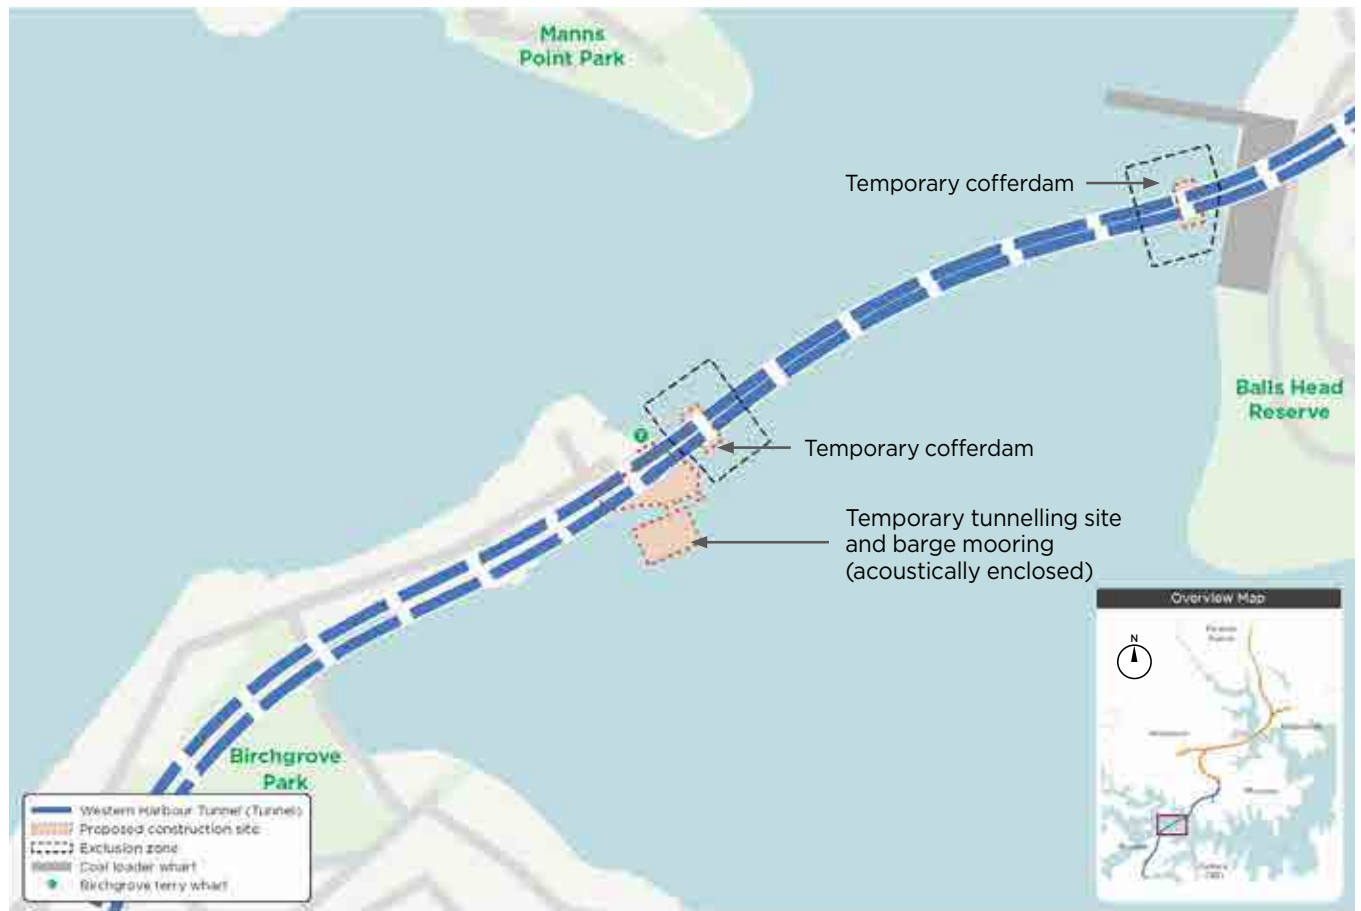 Manns
Point Park
Temporary cofferdam
Balls Head
Reserve
Temporary cofferdam
Temporary tunnelling site
and barge mooring
(acoustically enclosed)
Birchgrove
Park
Western Harbour Tunnel (Tunnel)
Proposed construction site
Exclusion zone
Coal loader wharf
Birchgrove ferry wharf
Overview Map
N